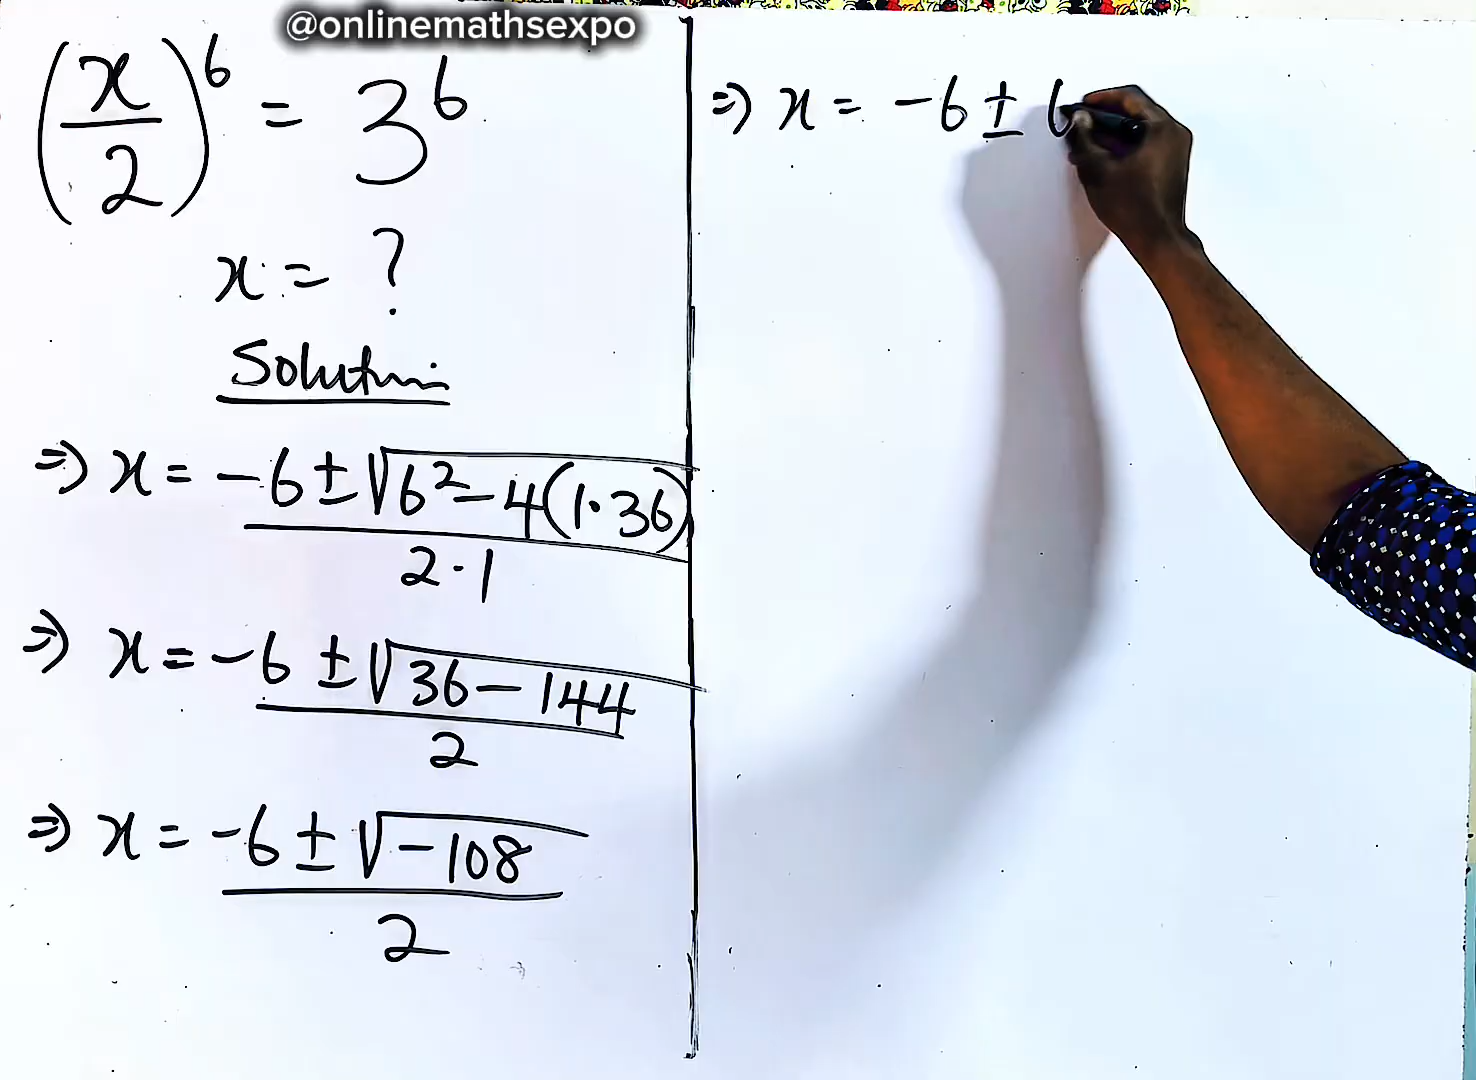 @onlinemathsexpo
(x/2)^6 = 3^6
x = ?
Solution
⇒ x = (-6 ± √(6² - 4(1·36)))/(2·1)
⇒ x = (-6 ± √(36 - 144))/2
⇒ x = (-6 ± √(-108))/2
⇒ x = -6 ± 6